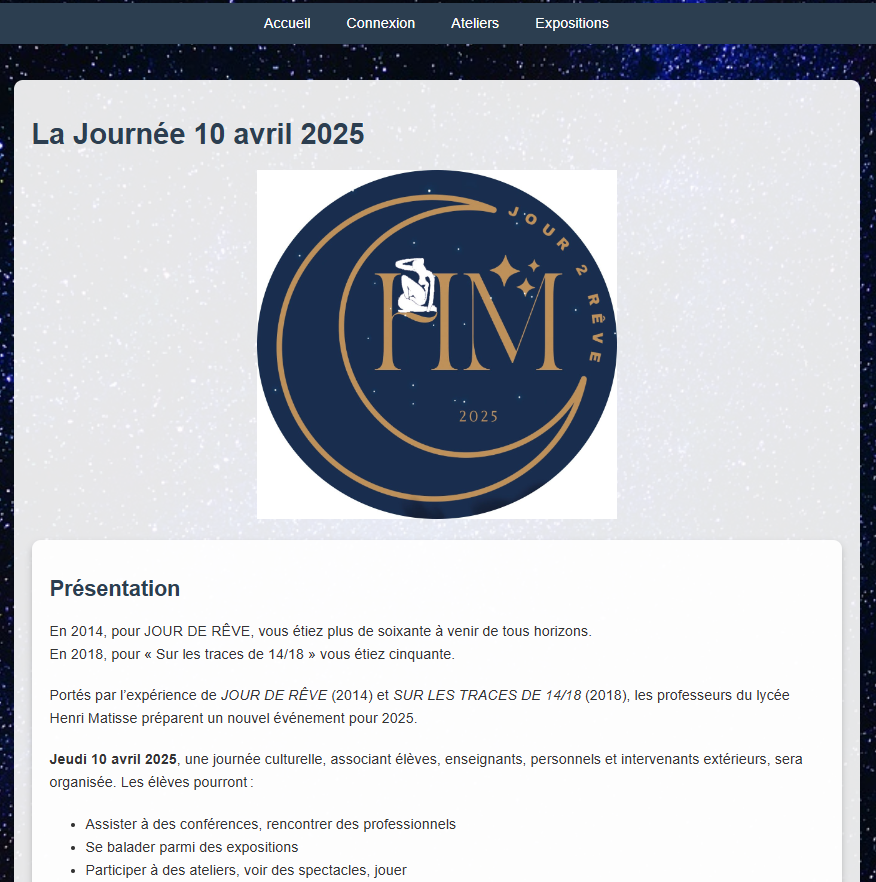 Accueil Connexion Ateliers Expositions
La Journée 10 avril 2025
JOUR 2 RÊVE
HM
2025
Présentation
En 2014, pour JOUR DE RÊVE, vous étiez plus de soixante à venir de tous horizons.
En 2018, pour « Sur les traces de 14/18 » vous étiez cinquante.
Portés par l’expérience de JOUR DE RÊVE (2014) et SUR LES TRACES DE 14/18 (2018), les professeurs du lycée
Henri Matisse préparent un nouvel événement pour 2025.
Jeudi 10 avril 2025, une journée culturelle, associant élèves, enseignants, personnels et intervenants extérieurs, sera
organisée. Les élèves pourront :
• Assister à des conférences, rencontrer des professionnels
• Se balader parmi des expositions
• Participer à des ateliers, voir des spectacles, jouer